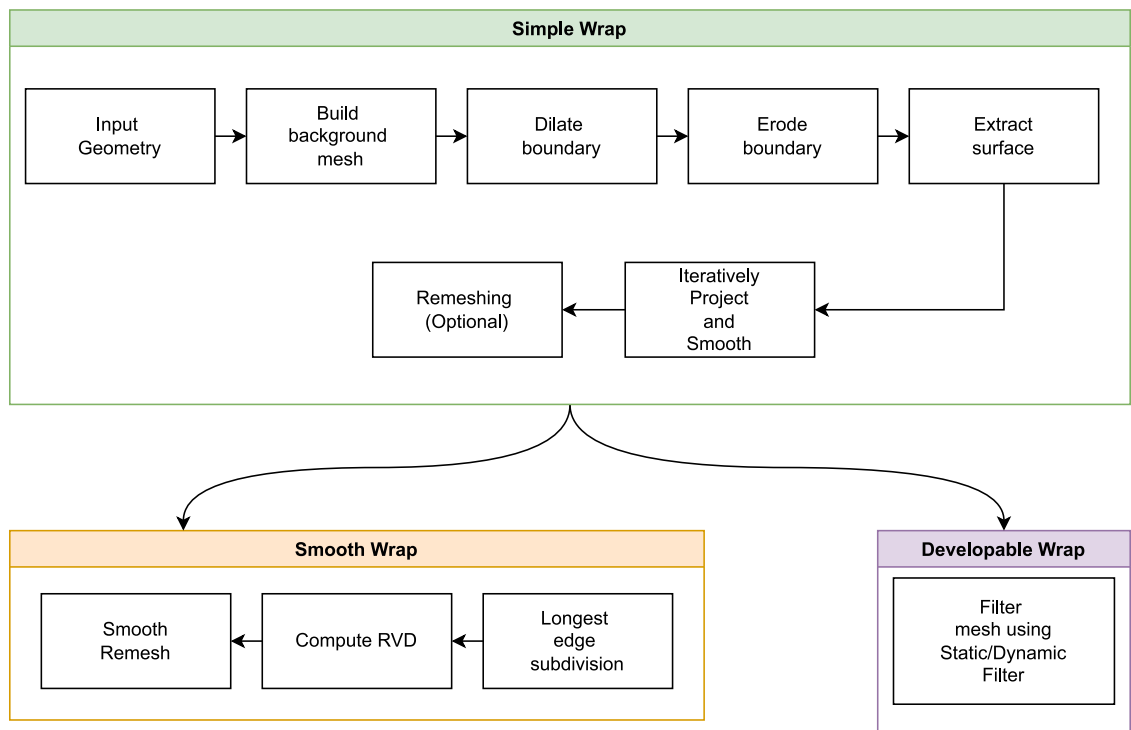 Simple Wrap
Input
Geometry
Build
background
mesh
Dilate
boundary
Erode
boundary
Extract
surface
Remeshing
(Optional)
Iteratively
Project
and
Smooth
Smooth Wrap
Smooth
Remesh
Compute RVD
Longest
edge
subdivision
Developable Wrap
Filter
mesh using
Static/Dynamic
Filter